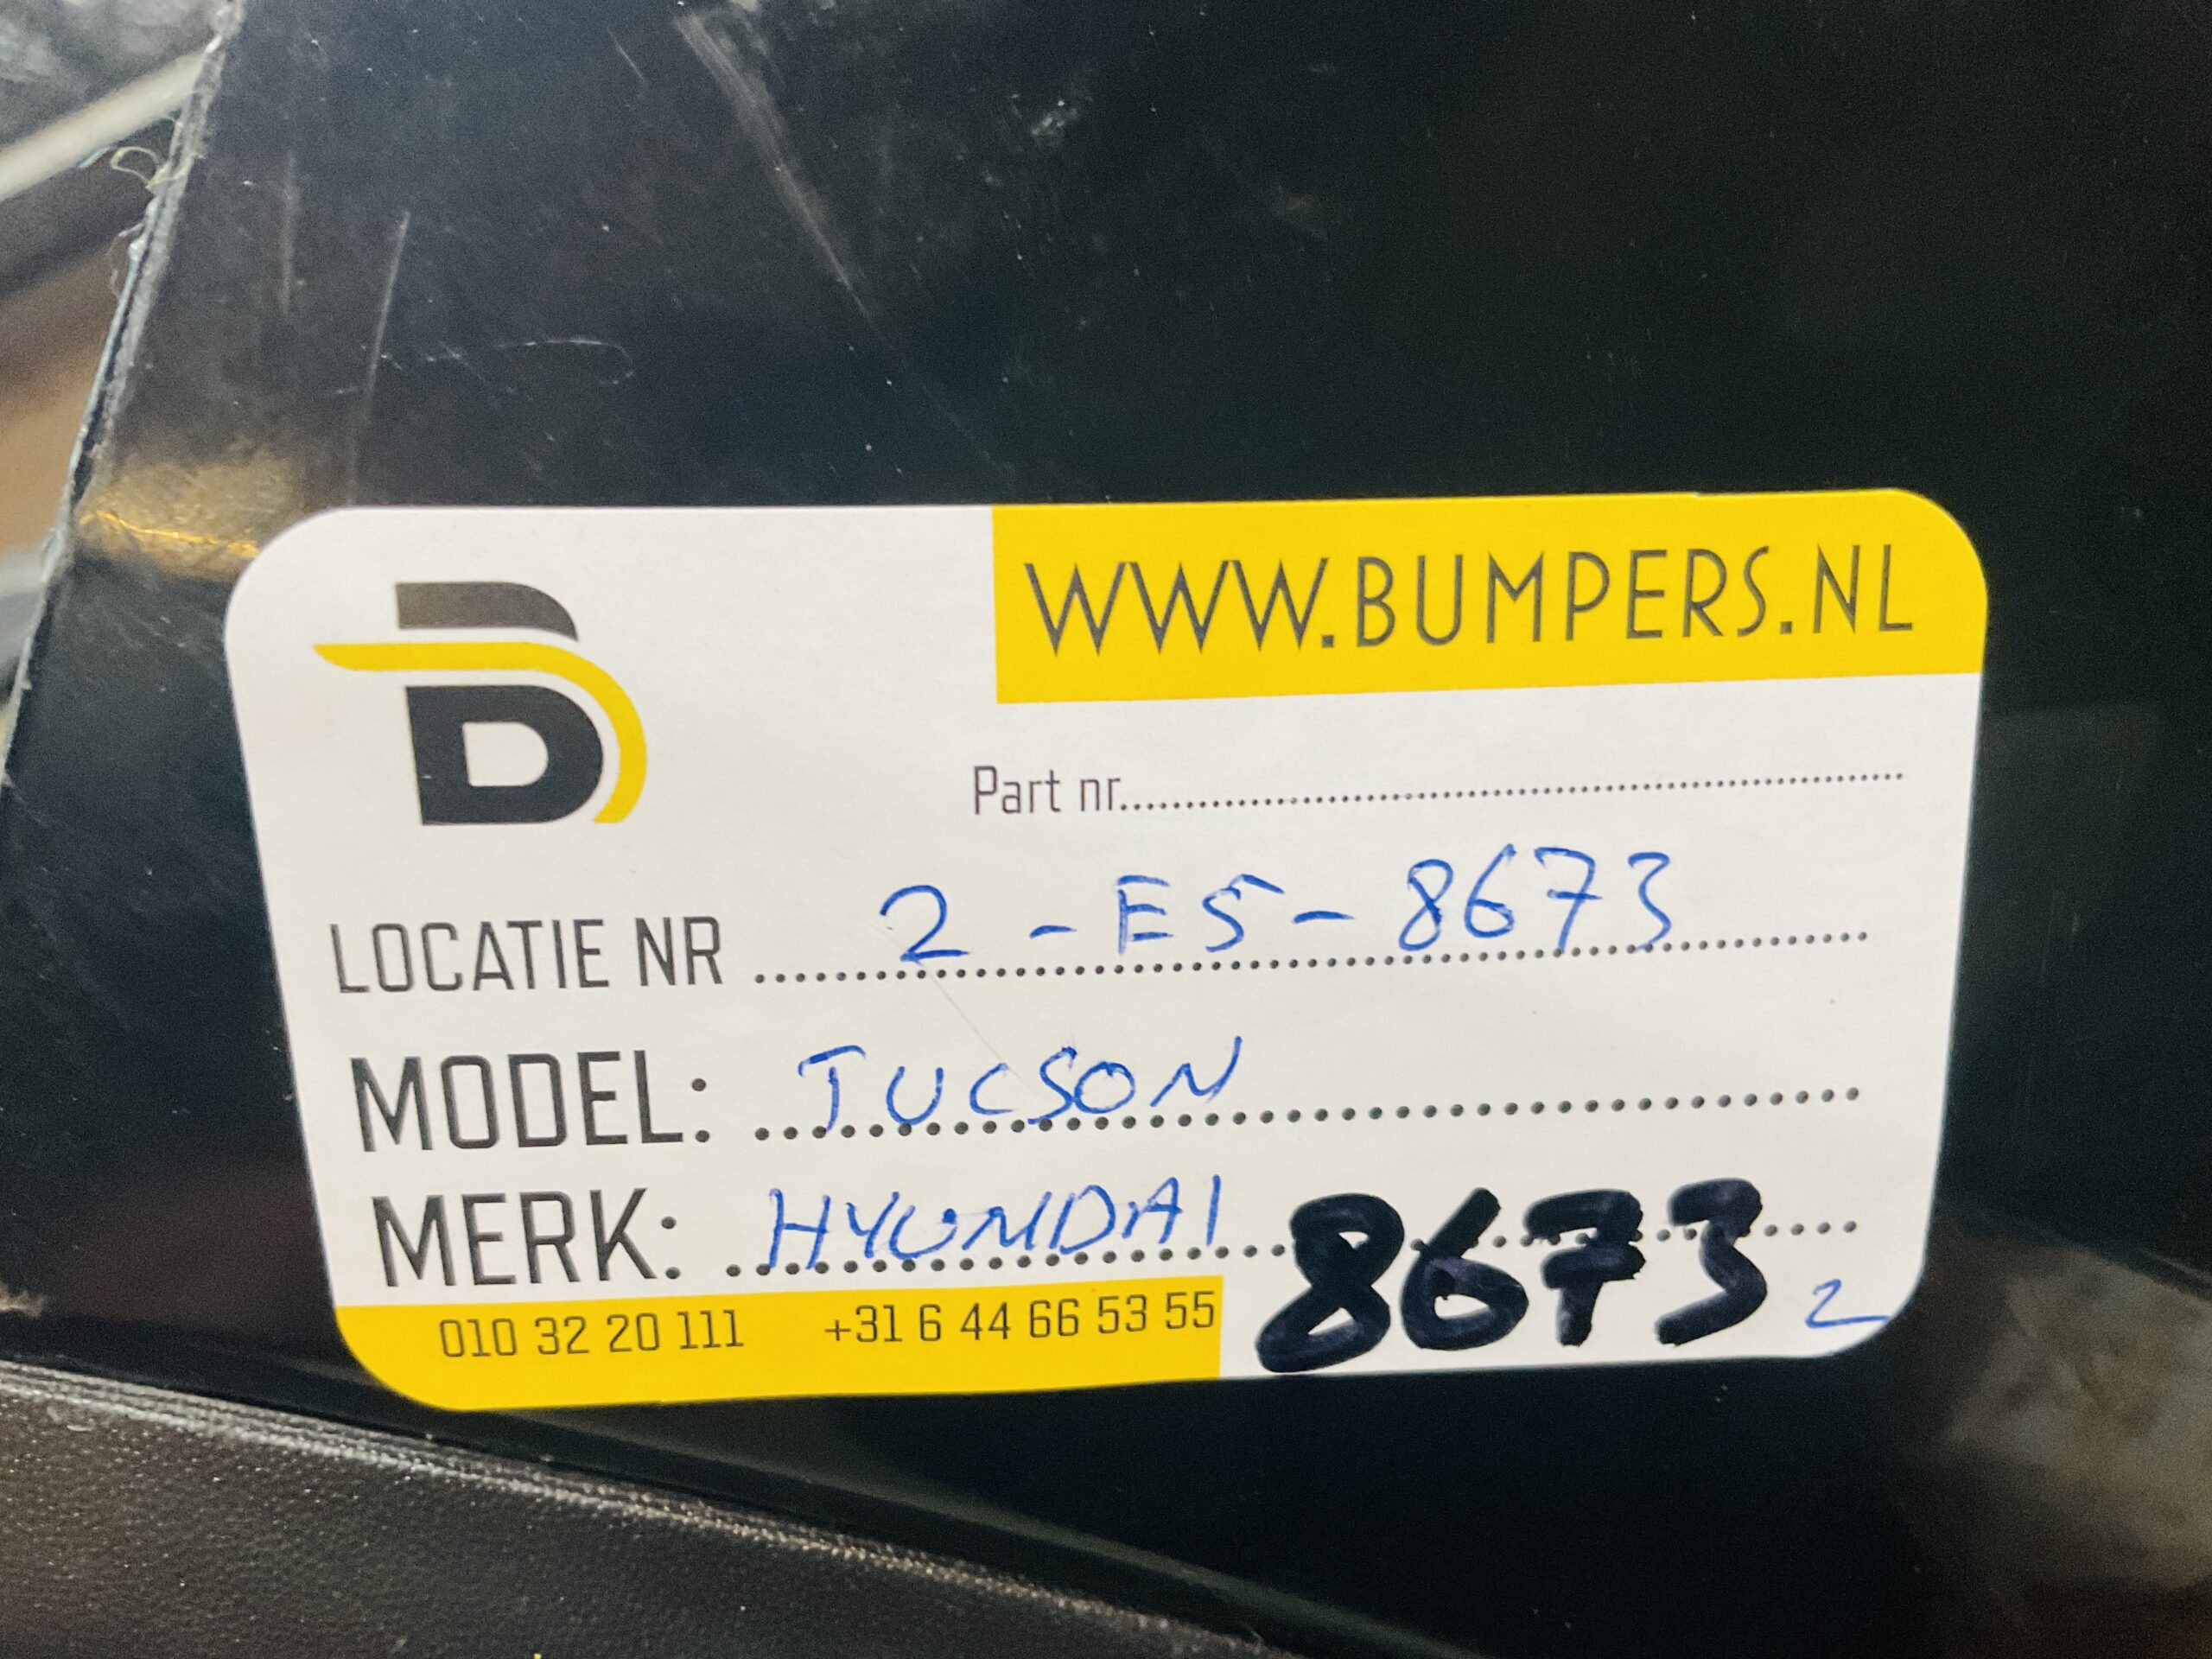 WWW.BUMPERS.NL
Part nr..............................
LOCATIE NR 2-E5-8673
MODEL: TUCSON
MERK: HYUNDAI
8673 2
010 32 20 111 +31 6 44 66 53 55